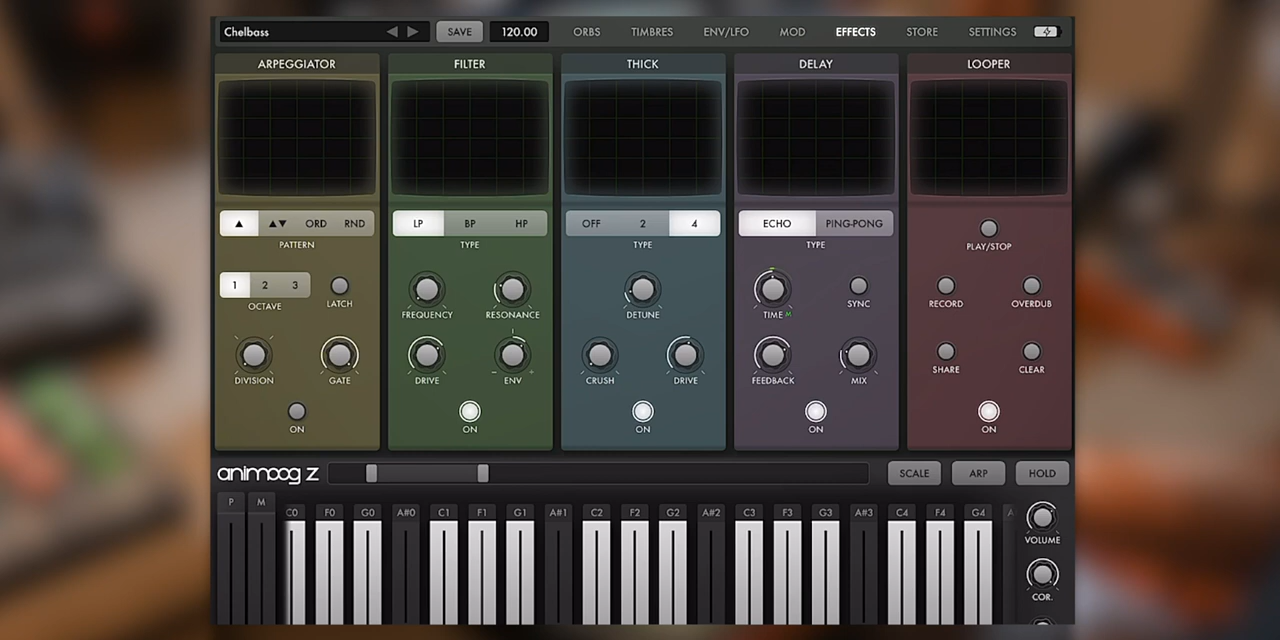 Chelbass SAVE 120.00 ORBS TIMBRES ENV/LFO MOD EFFECTS STORE SETTINGS
ARPEGGIATOR FILTER THICK DELAY LOOPER
ORD RND LP BP HP OFF 2 4 ECHO PING-PONG
PATTERN TYPE TYPE TYPE PLAY/STOP
1 2 3
OCTAVE LATCH SYNC RECORD OVERDUB
FREQUENCY RESONANCE DETUNE TIME M
SHARE CLEAR
DIVISION GATE DRIVE ENV CRUSH DRIVE FEEDBACK MIX
ON ON ON ON ON
animoog Z SCALE ARP HOLD
P M C0 F0 G0 A#0 C1 F1 G1 A#1 C2 F2 G2 A#2 C3 F3 G3 A#3 C4 F4 G4 A
VOLUME
COR.